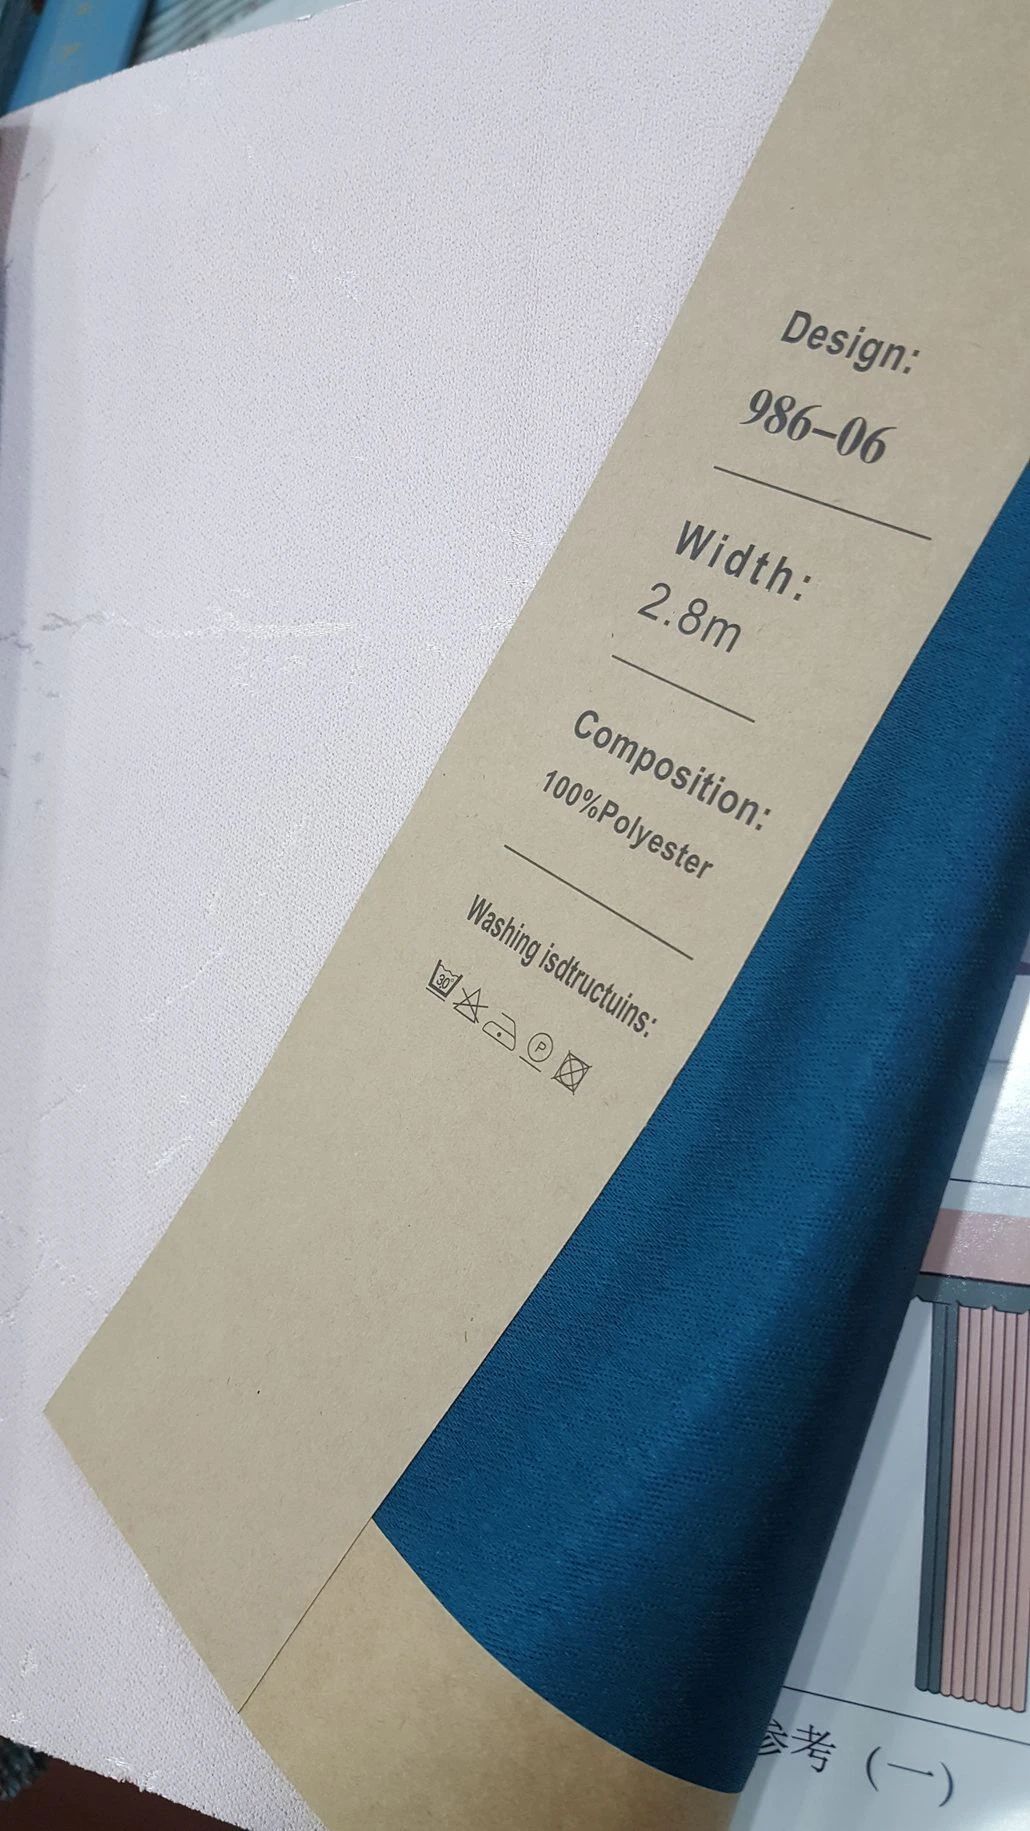 Design:
986-06
Width:
2.8m
Composition:
100%Polyester
Washing isdtructuins:
30°
P
参考（一）